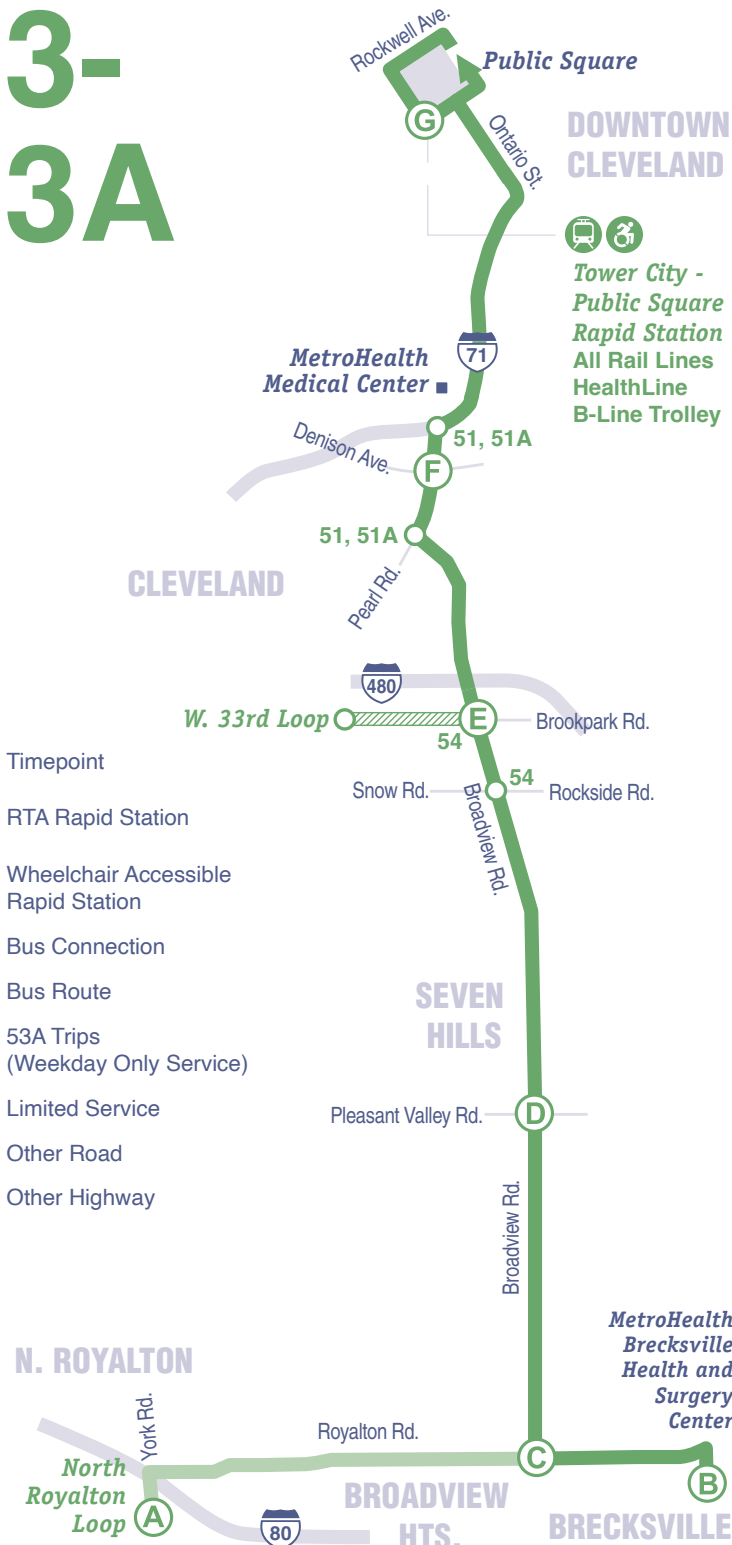 3-
3A
Rockwell Ave.
Public Square
G
Ontario St.
DOWNTOWN
CLEVELAND
Tower City -
Public Square
Rapid Station
All Rail Lines
HealthLine
B-Line Trolley
71
MetroHealth
Medical Center
51, 51A
Denison Ave.
F
51, 51A
Pearl Rd.
CLEVELAND
480
W. 33rd Loop
E
54
Brookpark Rd.
Snow Rd.
54
Rockside Rd.
Broadview Rd.
Timepoint
RTA Rapid Station
Wheelchair Accessible
Rapid Station
Bus Connection
Bus Route
53A Trips
(Weekday Only Service)
Limited Service
Other Road
Other Highway
SEVEN
HILLS
Pleasant Valley Rd.
D
Broadview Rd.
MetroHealth
Brecksville
Health and
Surgery
Center
N. ROYALTON
York Rd.
Royalton Rd.
C
B
North
Royalton
Loop
A
80
BROADVIEW
HTS.
BRECKSVILLE